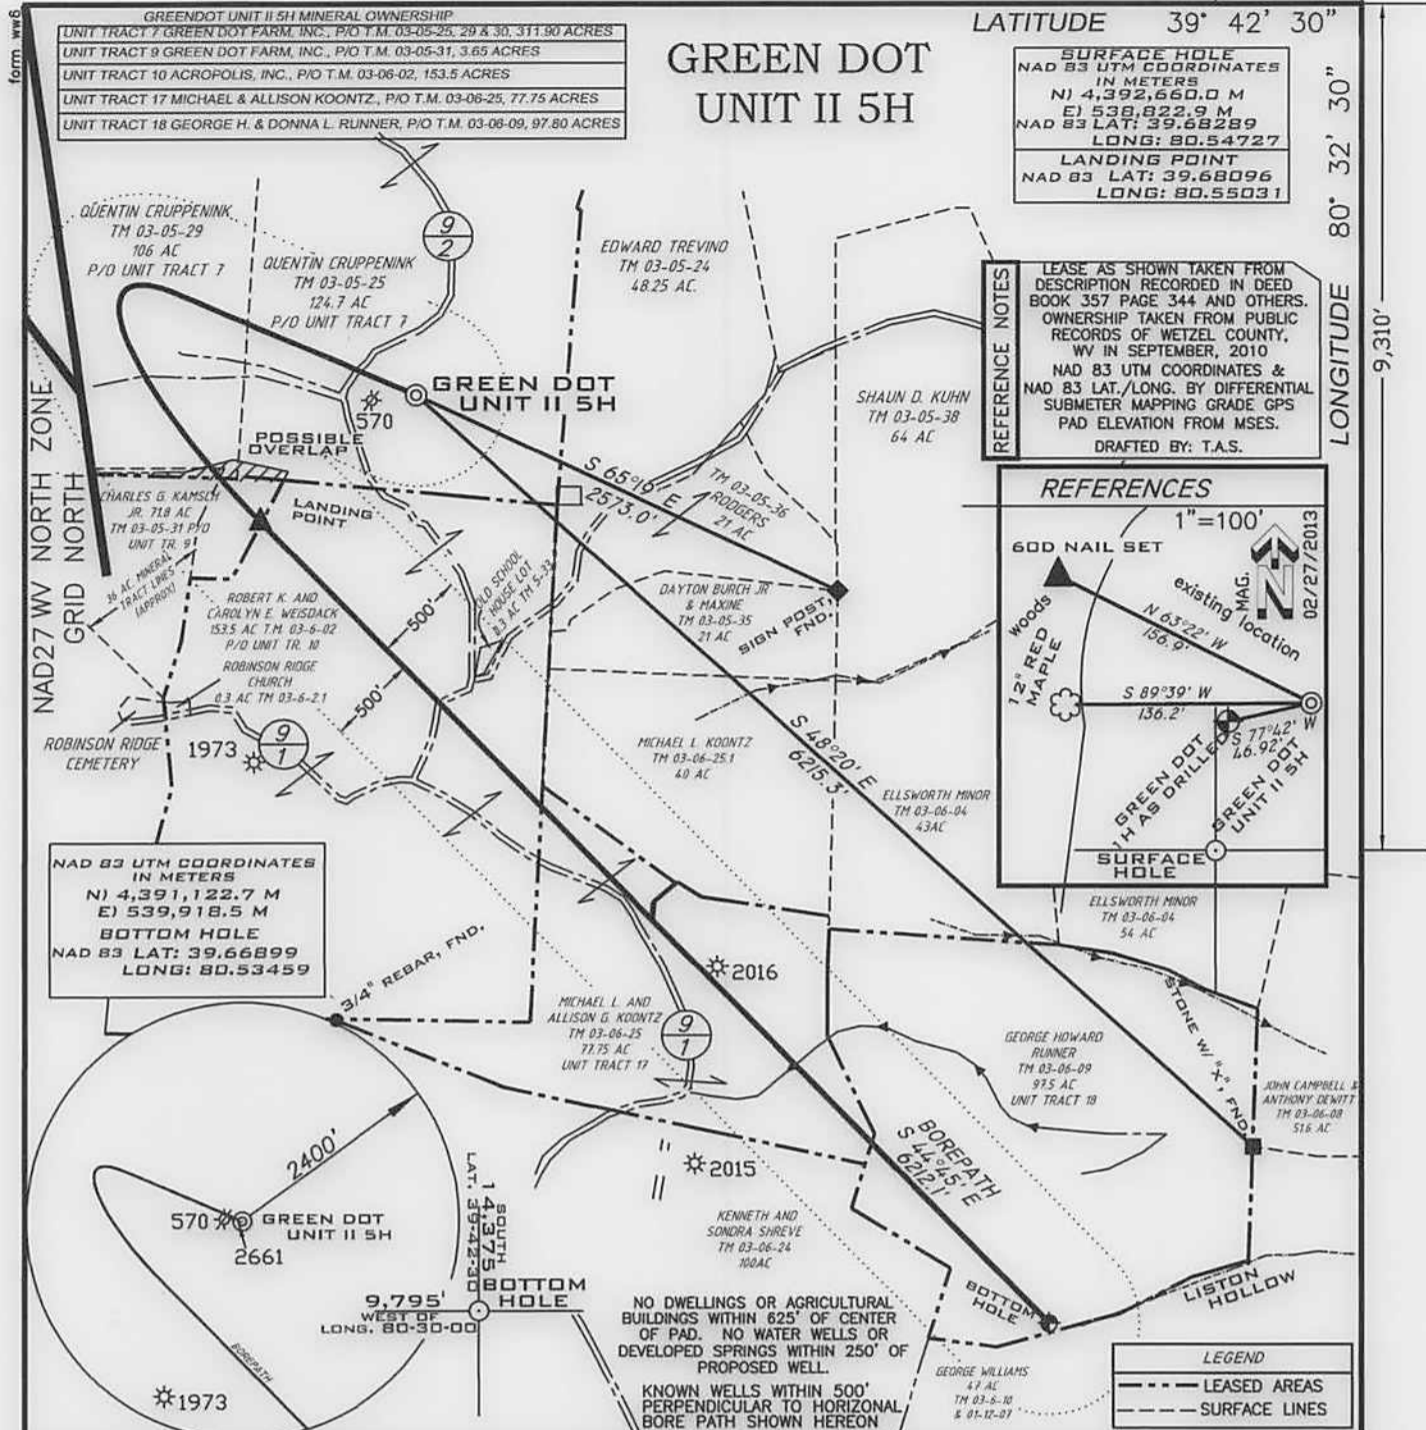 form ww6
GREENDOT UNIT II 5H MINERAL OWNERSHIP
UNIT TRACT 7 GREEN DOT FARM, INC., P/O T.M. 03-05-25, 29 & 30, 311.90 ACRES
UNIT TRACT 9 GREEN DOT FARM, INC., P/O T.M. 03-05-31, 3.65 ACRES
UNIT TRACT 10 ACROPOLIS, INC., P/O T.M. 03-06-02, 153.5 ACRES
UNIT TRACT 17 MICHAEL & ALLISON KOONTZ., P/O T.M. 03-06-25, 77.75 ACRES
UNIT TRACT 18 GEORGE H. & DONNA L. RUNNER, P/O T.M. 03-06-09, 97.80 ACRES
GREEN DOT
UNIT II 5H
LATITUDE 39° 42' 30"
SURFACE HOLE
NAD 83 UTM COORDINATES
IN METERS
N) 4,392,660.0 M
E) 538,822.9 M
NAD 83 LAT: 39.68289
LONG: 80.54727
LANDING POINT
NAD 83 LAT: 39.68096
LONG: 80.55031
LONGITUDE 80° 32' 30"
9,310'
REFERENCE NOTES
LEASE AS SHOWN TAKEN FROM
DESCRIPTION RECORDED IN DEED
BOOK 357 PAGE 344 AND OTHERS.
OWNERSHIP TAKEN FROM PUBLIC
RECORDS OF WETZEL COUNTY,
WV IN SEPTEMBER, 2010
NAD 83 UTM COORDINATES &
NAD 83 LAT./LONG. BY DIFFERENTIAL
SUBMETER MAPPING GRADE GPS
PAD ELEVATION FROM MSES.
DRAFTED BY: T.A.S.
QUENTIN CRUPPENINK
TM 03-05-29
106 AC
P/O UNIT TRACT 7
QUENTIN CRUPPENINK
TM 03-05-25
124.7 AC
P/O UNIT TRACT 7
9
2
EDWARD TREVINO
TM 03-05-24
48.25 AC.
SHAUN D. KUHN
TM 03-05-38
64 AC
GREEN DOT
UNIT II 5H
570
POSSIBLE
OVERLAP
NAD27 WV NORTH ZONE
GRID NORTH
S 65°19' E
2573.0'
TM 03-05-36
RODGERS
21 AC
CHARLES G. KAMSCH
JR. 71.8 AC
TM 03-05-31 P/O
UNIT TR. 9
LANDING
POINT
36 AC. MINERAL
TRACT LINES
(APPROX)
ROBERT K. AND
CAROLYN E. WEISDACK
153.5 AC T.M. 03-6-02
P/O UNIT TR. 10
500'
500'
OLD SCHOOL
HOUSE LOT
0.3 AC TM 5-33
DAYTON BURCH JR
& MAXINE
TM 03-05-35
21 AC
SIGN POST
FND.
ROBINSON RIDGE
CHURCH
0.3 AC TM 03-6-2.1
ROBINSON RIDGE
CEMETERY
1973
9
1
MICHAEL L. KOONTZ
TM 03-06-25.1
40 AC
S 48°20' E
6215.3'
ELLSWORTH MINOR
TM 03-06-04
43AC
REFERENCES
1"=100'
60D NAIL SET
MAG.
N
02/27/2013
woods
existing location
N 63°22' W
156.9'
12" RED
MAPLE
S 89°39' W
136.2'
W
S 77°42'
46.92'
GREEN DOT
1H AS DRILLED
GREEN DOT
UNIT II 5H
SURFACE
HOLE
NAD 83 UTM COORDINATES
IN METERS
N) 4,391,122.7 M
E) 539,918.5 M
BOTTOM HOLE
NAD 83 LAT: 39.66899
LONG: 80.53459
ELLSWORTH MINOR
TM 03-06-04
54 AC
3/4" REBAR, FND.
2016
MICHAEL L. AND
ALLISON G. KOONTZ
TM 03-06-25
77.75 AC
UNIT TRACT 17
9
1
STONE W/ "X", FND.
GEORGE HOWARD
RUNNER
TM 03-06-09
97.5 AC
UNIT TRACT 18
JOHN CAMPBELL &
ANTHONY DEWITT
TM 03-06-08
51.6 AC
BOREPATH
S 44°45' E
6212.1'
2400'
2015
570
GREEN DOT
UNIT II 5H
2661
KENNETH AND
SONDRA SHREVE
TM 03-06-24
100AC
SOUTH
14,375'
LAT. 39-42-30
BOTTOM
HOLE
9,795'
WEST OF
LONG. 80-30-00
BOREPATH
1973
NO DWELLINGS OR AGRICULTURAL
BUILDINGS WITHIN 625' OF CENTER
OF PAD. NO WATER WELLS OR
DEVELOPED SPRINGS WITHIN 250' OF
PROPOSED WELL.
KNOWN WELLS WITHIN 500'
PERPENDICULAR TO HORIZONAL
BORE PATH SHOWN HEREON
BOTTOM
HOLE
LISTON
HOLLOW
GEORGE WILLIAMS
47 AC
TM 03-6-10
& 01-12-07
LEGEND
LEASED AREAS
SURFACE LINES